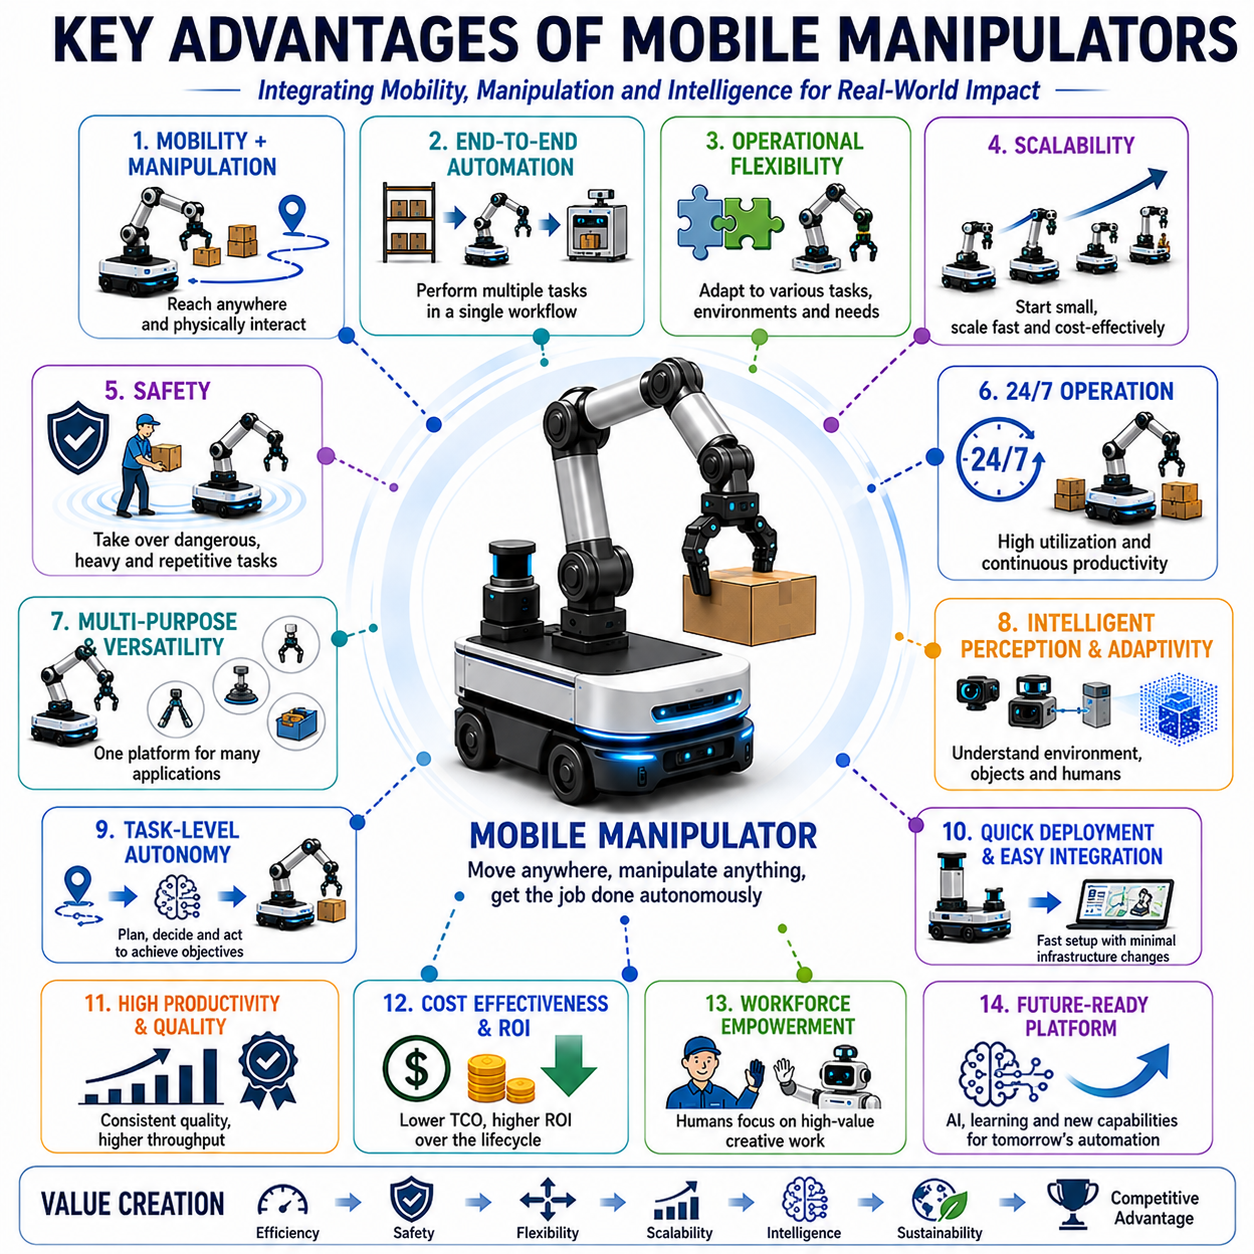 KEY ADVANTAGES OF MOBILE MANIPULATORS
Integrating Mobility, Manipulation and Intelligence for Real-World Impact
1. MOBILITY +
MANIPULATION
Reach anywhere
and physically interact
2. END-TO-END
AUTOMATION
Perform multiple tasks
in a single workflow
3. OPERATIONAL
FLEXIBILITY
Adapt to various tasks,
environments and needs
4. SCALABILITY
Start small,
scale fast and cost-effectively
5. SAFETY
Take over dangerous,
heavy and repetitive tasks
6. 24/7 OPERATION
24/7
High utilization and
continuous productivity
7. MULTI-PURPOSE
& VERSATILITY
One platform for many
applications
8. INTELLIGENT
PERCEPTION & ADAPTIVITY
Understand environment,
objects and humans
MOBILE MANIPULATOR
Move anywhere, manipulate anything,
get the job done autonomously
9. TASK-LEVEL
AUTONOMY
Plan, decide and act
to achieve objectives
10. QUICK DEPLOYMENT
& EASY INTEGRATION
Fast setup with minimal
infrastructure changes
11. HIGH PRODUCTIVITY
& QUALITY
Consistent quality,
higher throughput
12. COST EFFECTIVENESS
& ROI
$
Lower TCO, higher ROI
over the lifecycle
13. WORKFORCE
EMPOWERMENT
Humans focus on high-value
creative work
14. FUTURE-READY
PLATFORM
AI, learning and new capabilities
for tomorrow's automation
VALUE CREATION
Efficiency
Safety
Flexibility
Scalability
Intelligence
Sustainability
Competitive
Advantage